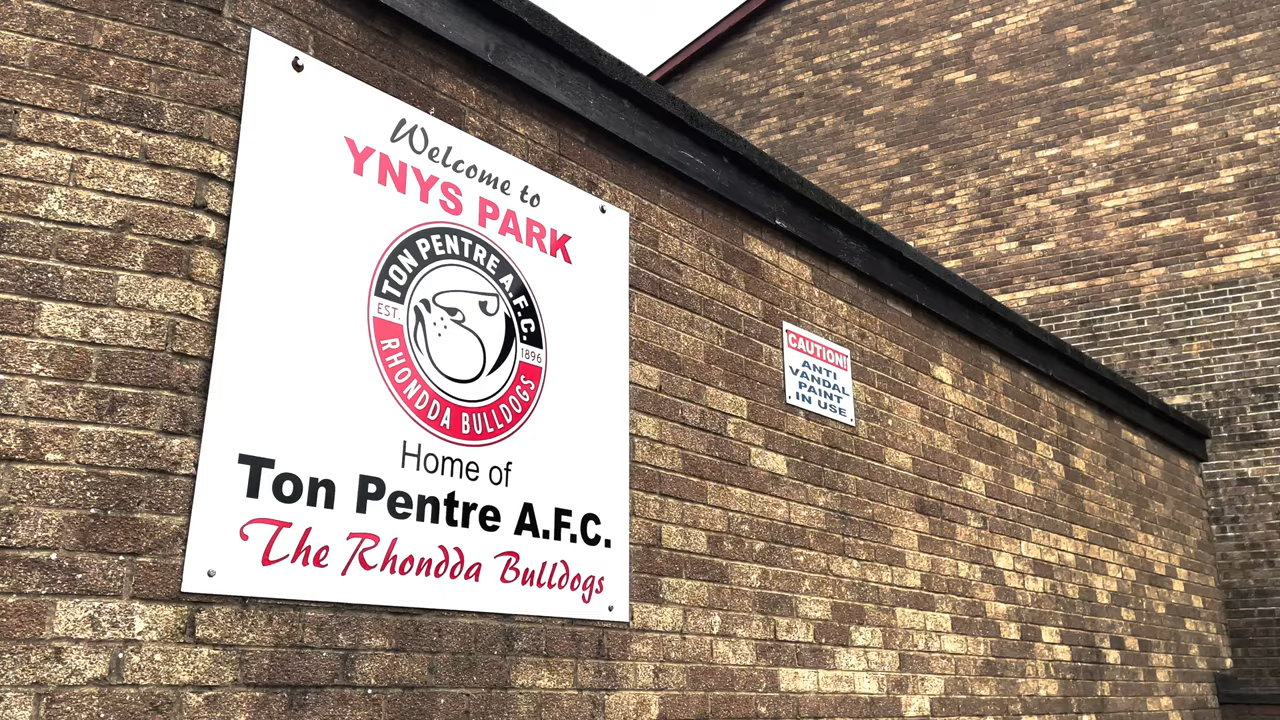 Welcome to
YNYS PARK
TON PENTRE A.F.C.
EST. 1896
RHONDDA BULLDOGS
Home of
Ton Pentre A.F.C.
The Rhondda Bulldogs
CAUTION!
ANTI
VANDAL
PAINT
IN USE